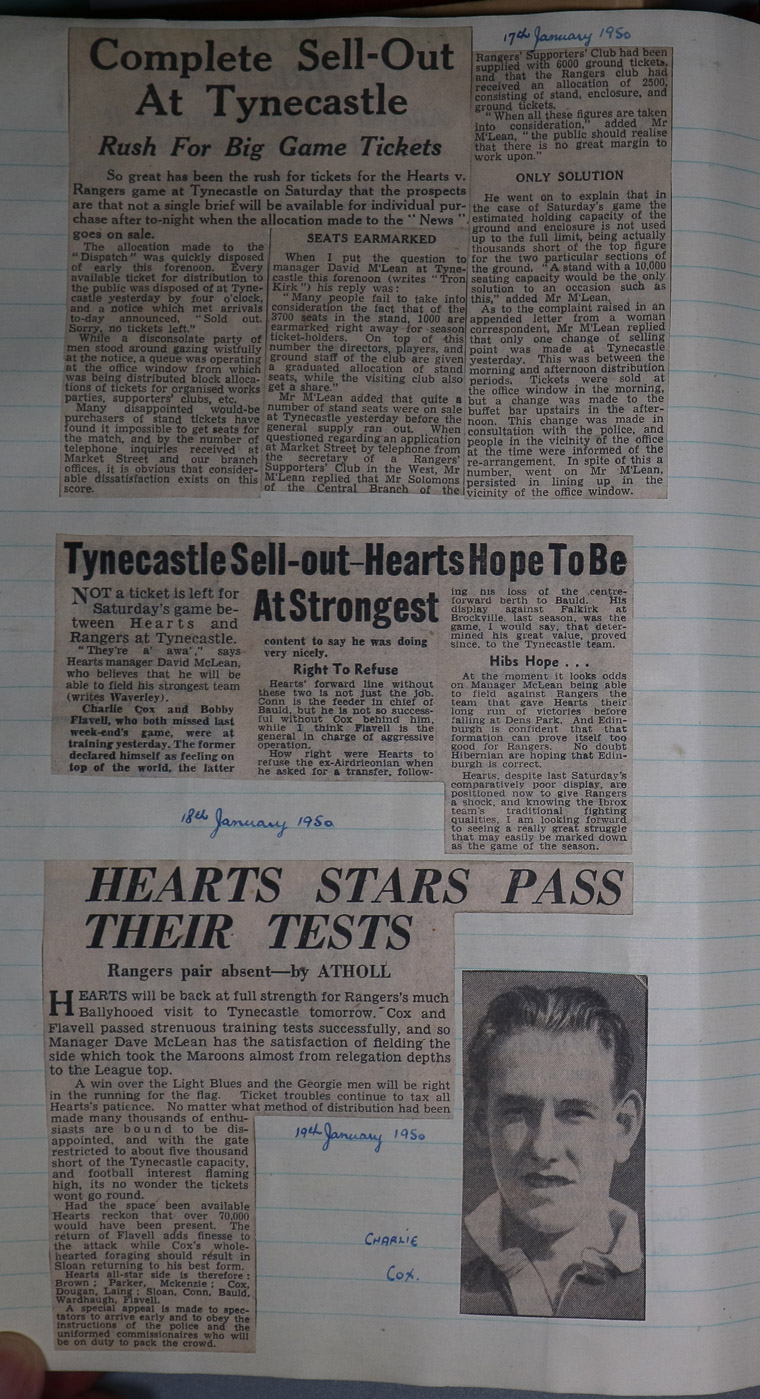 17th January 1950
Complete Sell-Out
At Tynecastle
Rush For Big Game Tickets
So great has been the rush for tickets for the Hearts v.
Rangers game at Tynecastle on Saturday that the prospects
are that not a single brief will be available for individual pur-
chase after to-night when the allocation made to the "News"
goes on sale.
The allocation made to the
"Dispatch" was quickly disposed
of early this forenoon. Every
available ticket for distribution to
the public was disposed of at Tyne-
castle yesterday by four o'clock,
and a notice which met arrivals
to-day announced, "Sold out.
Sorry, no tickets left."
While a disconsolate party of
men stood around gazing wistfully
at the notice, a queue was operating
at the office window from which
was being distributed block alloca-
tions of tickets for organised works
parties, supporters' clubs, etc.
Many disappointed would-be
purchasers of stand tickets have
found it impossible to get seats for
the match, and by the number of
telephone inquiries received at
Market Street and our branch
offices, it is obvious that consider-
able dissatisfaction exists on this
score.
SEATS EARMARKED
When I put the question to
manager David M'Lean at Tyne-
castle this forenoon (writes "Tron
Kirk") his reply was:
"Many people fail to take into
consideration the fact that of the
3700 seats in the stand, 1000 are
earmarked right away for season
ticket-holders. On top of this
number the directors, players, and
ground staff of the club are given
a graduated allocation of stand
seats, while the visiting club also
get a share."
Mr M'Lean added that quite a
number of stand seats were on sale
at Tynecastle yesterday before the
general supply ran out. When
questioned regarding an application
at Market Street by telephone from
the secretary of a Rangers'
Supporters' Club in the West, Mr
M'Lean replied that Mr Solomons
of the Central Branch of the
Rangers' Supporters' Club had been
supplied with 6000 ground tickets,
and that the Rangers club had
received an allocation of 2500,
consisting of stand, enclosure, and
ground tickets.
"When all these figures are taken
into consideration," added Mr
M'Lean, "the public should realise
that there is no great margin to
work upon."
ONLY SOLUTION
He went on to explain that in
the case of Saturday's game the
estimated holding capacity of the
ground and enclosure is not used
up to the full limit, being actually
thousands short of the top figure
for the two particular sections of
the ground. "A stand with a 10,000
seating capacity would be the only
solution to an occasion such as
this," added Mr M'Lean.
As to the complaint raised in an
appended letter from a woman
correspondent, Mr M'Lean replied
that only one change of selling
point was made at Tynecastle
yesterday. This was between the
morning and afternoon distribution
periods. Tickets were sold at
the office window in the morning,
but a change was made to the
buffet bar upstairs in the after-
noon. This change was made in
consultation with the police, and
people in the vicinity of the office
at the time were informed of the
re-arrangement. In spite of this a
number, went on Mr M'Lean,
persisted in lining up in the
vicinity of the office window.
Tynecastle Sell-out-Hearts Hope To Be
At Strongest
NOT a ticket is left for
Saturday's game be-
tween Hearts and
Rangers at Tynecastle.
"They're a' awa'," says
Hearts manager David McLean,
who believes that he will be
able to field his strongest team
(writes Waverley).
Charlie Cox and Bobby
Flavell, who both missed last
week-end's game, were at
training yesterday. The former
declared himself as feeling on
top of the world, the latter
content to say he was doing
very nicely.
Right To Refuse
Hearts' forward line without
these two is not just the job.
Conn is the feeder in chief of
Bauld, but he is not so success-
ful without Cox behind him,
while I think Flavell is the
general in charge of aggressive
operation.
How right were Hearts to
refuse the ex-Airdrieonian when
he asked for a transfer, follow-
ing his loss of the centre-
forward berth to Bauld. His
display against Falkirk at
Brockville, last season, was the
game, I would say, that deter-
mined his great value, proved
since, to the Tynecastle team.
Hibs Hope . . .
At the moment it looks odds
on Manager McLean being able
to field against Rangers the
team that gave Hearts their
long run of victories before
falling at Dens Park. And Edin-
burgh is confident that that
formation can prove itself too
good for Rangers. No doubt
Hibernian are hoping that Edin-
burgh is correct.
Hearts, despite last Saturday's
comparatively poor display, are
positioned now to give Rangers
a shock, and knowing the Ibrox
team's traditional fighting
qualities, I am looking forward
to seeing a really great struggle
that may easily be marked down
as the game of the season.
18th January 1950
HEARTS STARS PASS
THEIR TESTS
Rangers pair absent—by ATHOLL
HEARTS will be back at full strength for Rangers's much
Ballyhooed visit to Tynecastle tomorrow. Cox and
Flavell passed strenuous training tests successfully, and so
Manager Dave McLean has the satisfaction of fielding the
side which took the Maroons almost from relegation depths
to the League top.
A win over the Light Blues and the Georgie men will be right
in the running for the flag. Ticket troubles continue to tax all
Hearts's patience. No matter what method of distribution had been
made many thousands of enthu-
siasts are bound to be dis-
appointed, and with the gate
restricted to about five thousand
short of the Tynecastle capacity,
and football interest flaming
high, its no wonder the tickets
wont go round.
Had the space been available
Hearts reckon that over 70,000
would have been present. The
return of Flavell adds finesse to
the attack while Cox's whole-
hearted foraging should result in
Sloan returning to his best form.
Hearts all-star side is therefore:
Brown; Parker, Mckenzie; Cox,
Dougan, Laing; Sloan, Conn, Bauld,
Wardhaugh, Flavell.
A special appeal is made to spec-
tators to arrive early and to obey the
instructions of the police and the
uniformed commissionaires who will
be on duty to pack the crowd.
19th January 1950
CHARLIE
COX.